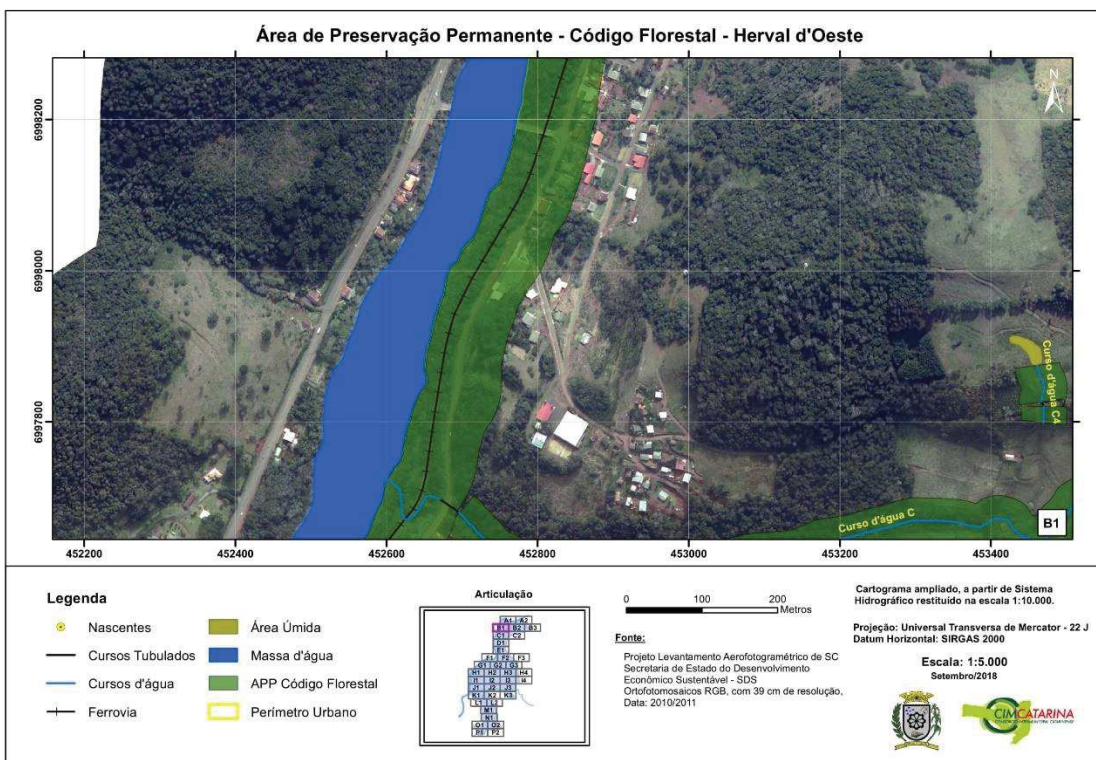 Área de Preservação Permanente - Código Florestal - Herval d'Oeste
N
6998200
6998000
6997800
Curso d'água C4
Curso d'água C
B1
452200 452400 452600 452800 453000 453200 453400
Legenda
Nascentes
Cursos Tubulados
Cursos d'água
Ferrovia
Área Úmida
Massa d'água
APP Código Florestal
Perímetro Urbano
Articulação
A1 A2
B1 B2 B3
C1 C2
D1
E1
F1 F2 F3
G1 G2 G3
H1 H2 H3 H4
I1 I2 I3 I4
J1 J2 J3
K1 K2 K3
L1
M1
N1
O1 O2
P1 P2
0 100 200
Metros
Fonte:
Projeto Levantamento Aerofotogramétrico de SC
Secretaria de Estado do Desenvolvimento
Econômico Sustentável - SDS
Ortofotomosaicos RGB, com 39 cm de resolução,
Data: 2010/2011
Cartograma ampliado, a partir de Sistema
Hidrográfico restituído na escala 1:10.000.
Projeção: Universal Transversa de Mercator - 22 J
Datum Horizontal: SIRGAS 2000
Escala: 1:5.000
Setembro/2018
CIMCATARINA